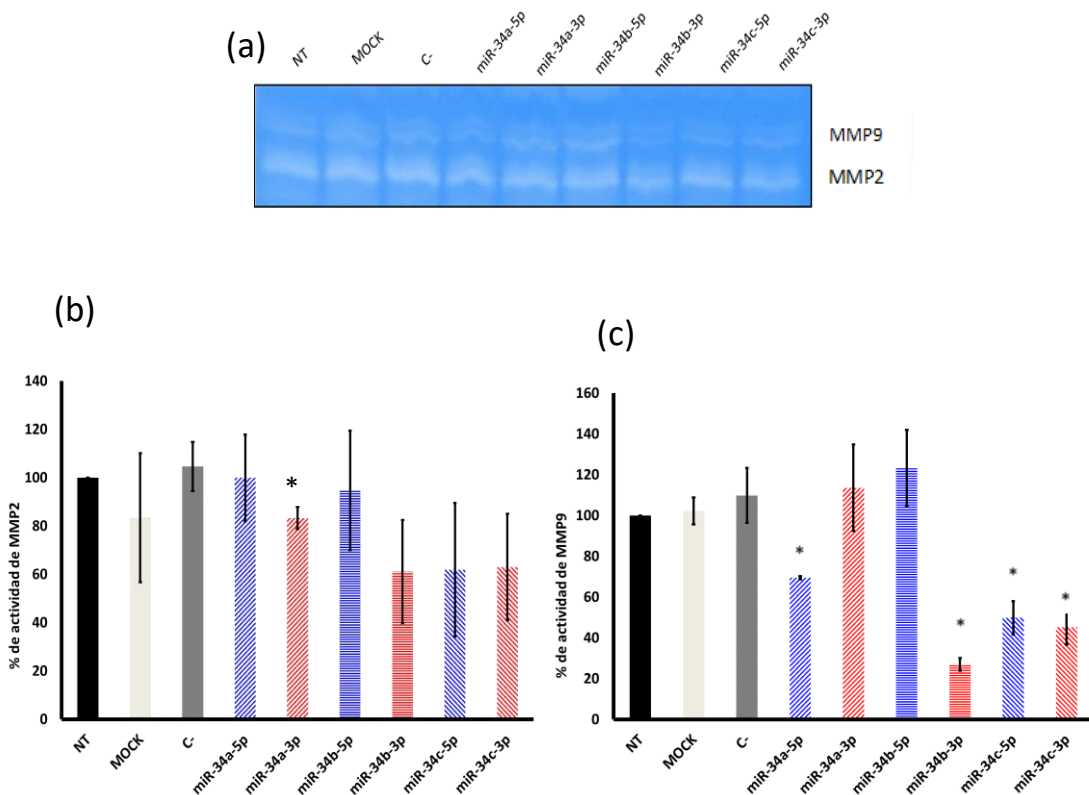 (a)
NT MOCK C- miR-34a-5p miR-34a-3p miR-34b-5p miR-34b-3p miR-34c-5p miR-34c-3p
MMP9
MMP2
(b)
% de actividad de MMP2
140
120
100
80
60
40
20
0
*
NT MOCK C- miR-34a-5p miR-34a-3p miR-34b-5p miR-34b-3p miR-34c-5p miR-34c-3p
(c)
% de actividad de MMP9
160
140
120
100
80
60
40
20
0
* * * *
NT MOCK C- miR-34a-5p miR-34a-3p miR-34b-5p miR-34b-3p miR-34c-5p miR-34c-3p